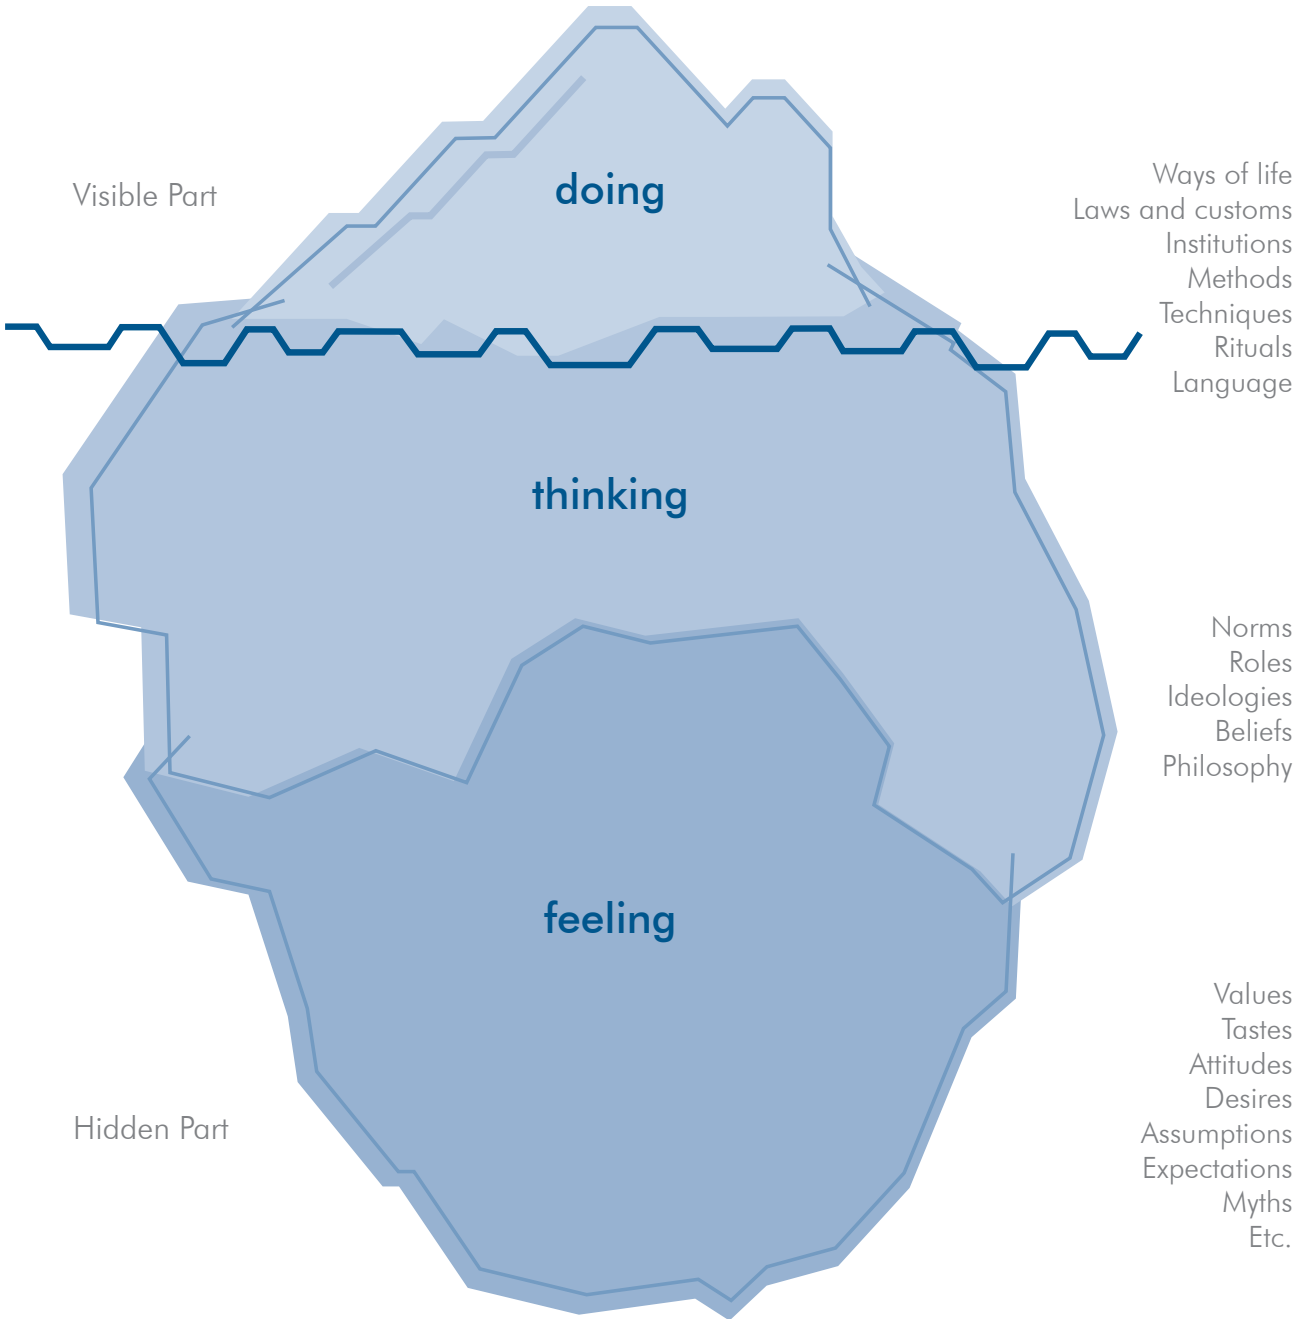 doing
Visible Part
Ways of life
Laws and customs
Institutions
Methods
Techniques
Rituals
Language
thinking
Norms
Roles
Ideologies
Beliefs
Philosophy
feeling
Hidden Part
Values
Tastes
Attitudes
Desires
Assumptions
Expectations
Myths
Etc.